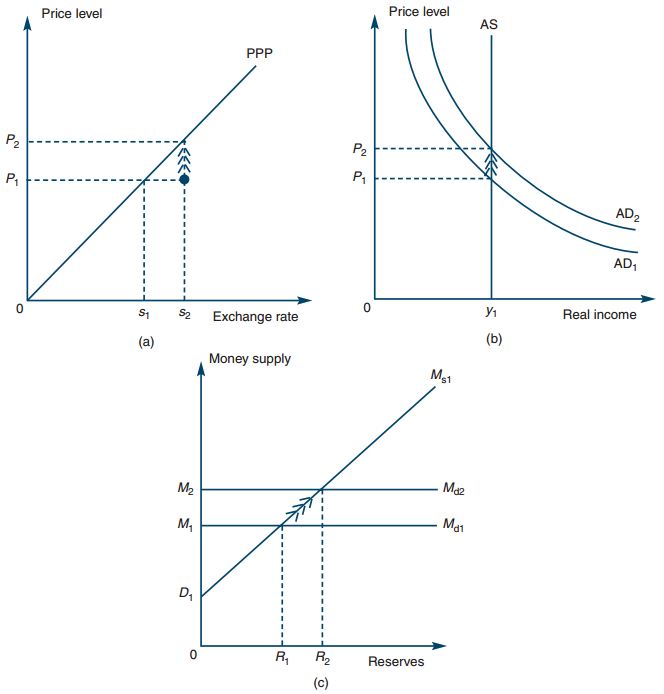 Price level
PPP
P2
P1
0
s1
s2
Exchange rate
(a)
Price level
AS
P2
P1
AD2
AD1
0
y1
Real income
(b)
Money supply
Ms1
M2
Md2
M1
Md1
D1
0
R1
R2
Reserves
(c)